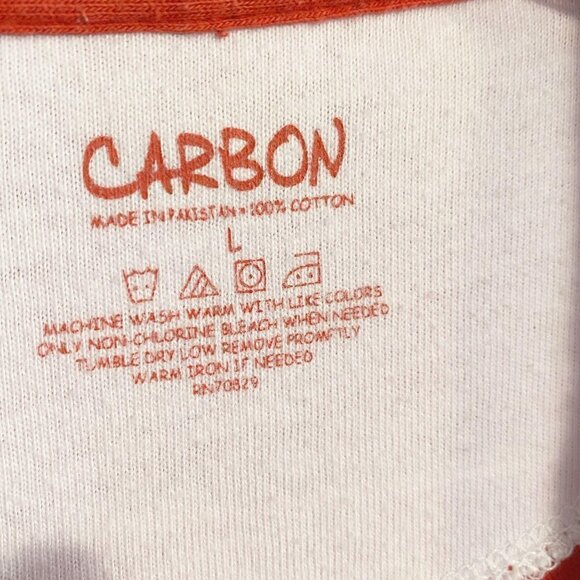 CARBON
MADE IN PAKISTAN • 100% COTTON
L
MACHINE WASH WARM WITH LIKE COLORS
ONLY NON-CHLORINE BLEACH WHEN NEEDED
TUMBLE DRY LOW REMOVE PROMPTLY
WARM IRON IF NEEDED
RN70829